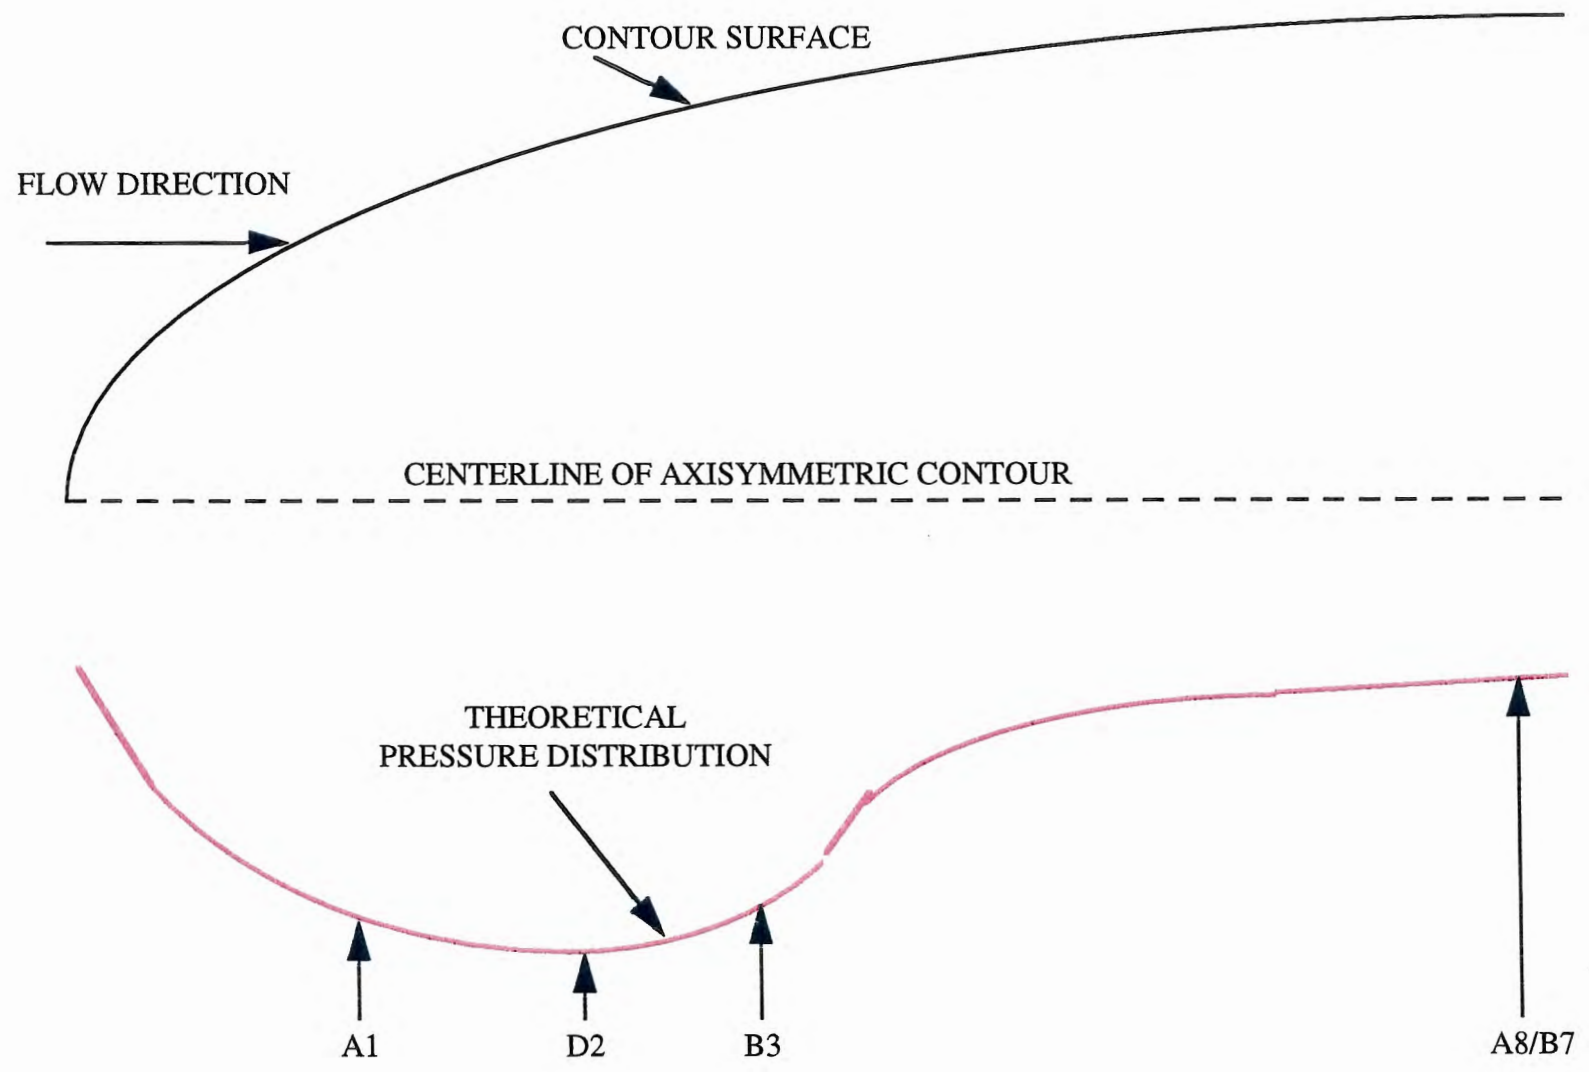 CONTOUR SURFACE
FLOW DIRECTION
CENTERLINE OF AXISYMMETRIC CONTOUR
THEORETICAL
PRESSURE DISTRIBUTION
A1
D2
B3
A8/B7